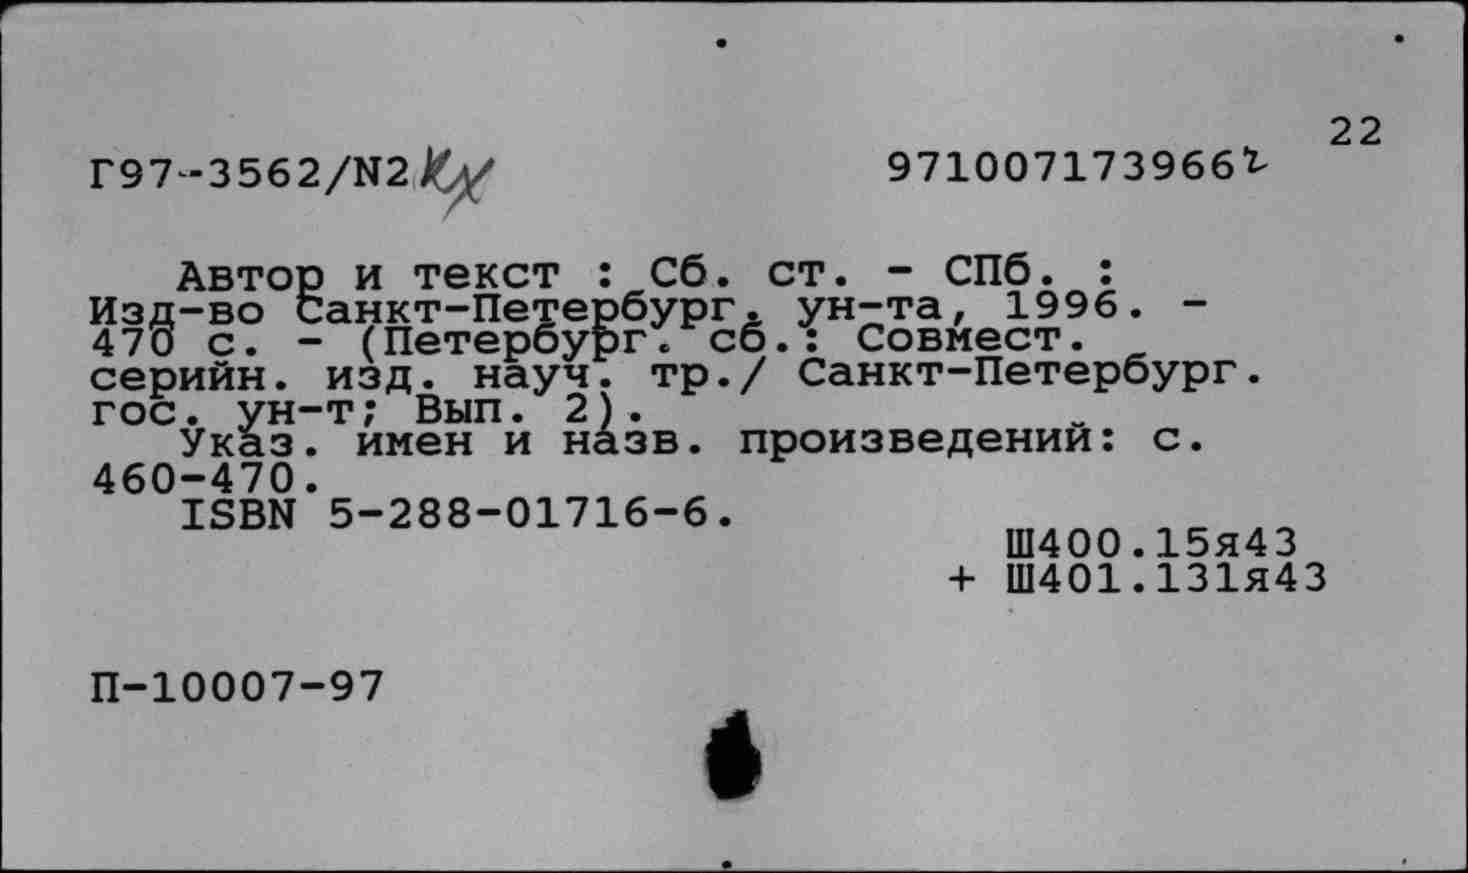 22
Г97-3562/N2 кх
9710071739662
Автор и текст : Сб. ст. - СПб. :
Изд-во Санкт-Петербург. ун-та, 1996. -
470 с. - (Петербург. сб.: Совмест.
серийн. изд. науч. тр./ Санкт-Петербург.
гос. ун-т; Вып. 2).
Указ. имен и назв. произведений: с.
460-470.
ISBN 5-288-01716-6.
Ш400.15я43
+ Ш401.131я43
П-10007-97